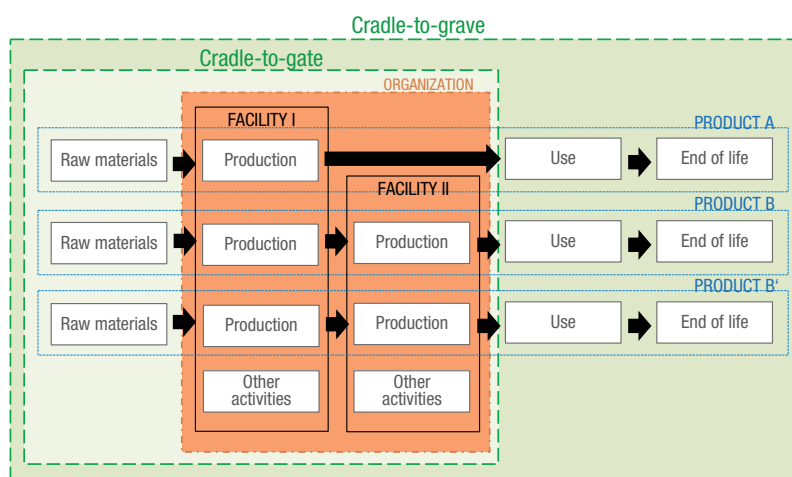 Cradle-to-grave
Cradle-to-gate
ORGANIZATION
FACILITY I
PRODUCT A
Raw materials
Production
Use
End of life
FACILITY II
PRODUCT B
Raw materials
Production
Production
Use
End of life
PRODUCT B‘
Raw materials
Production
Production
Use
End of life
Other
activities
Other
activities